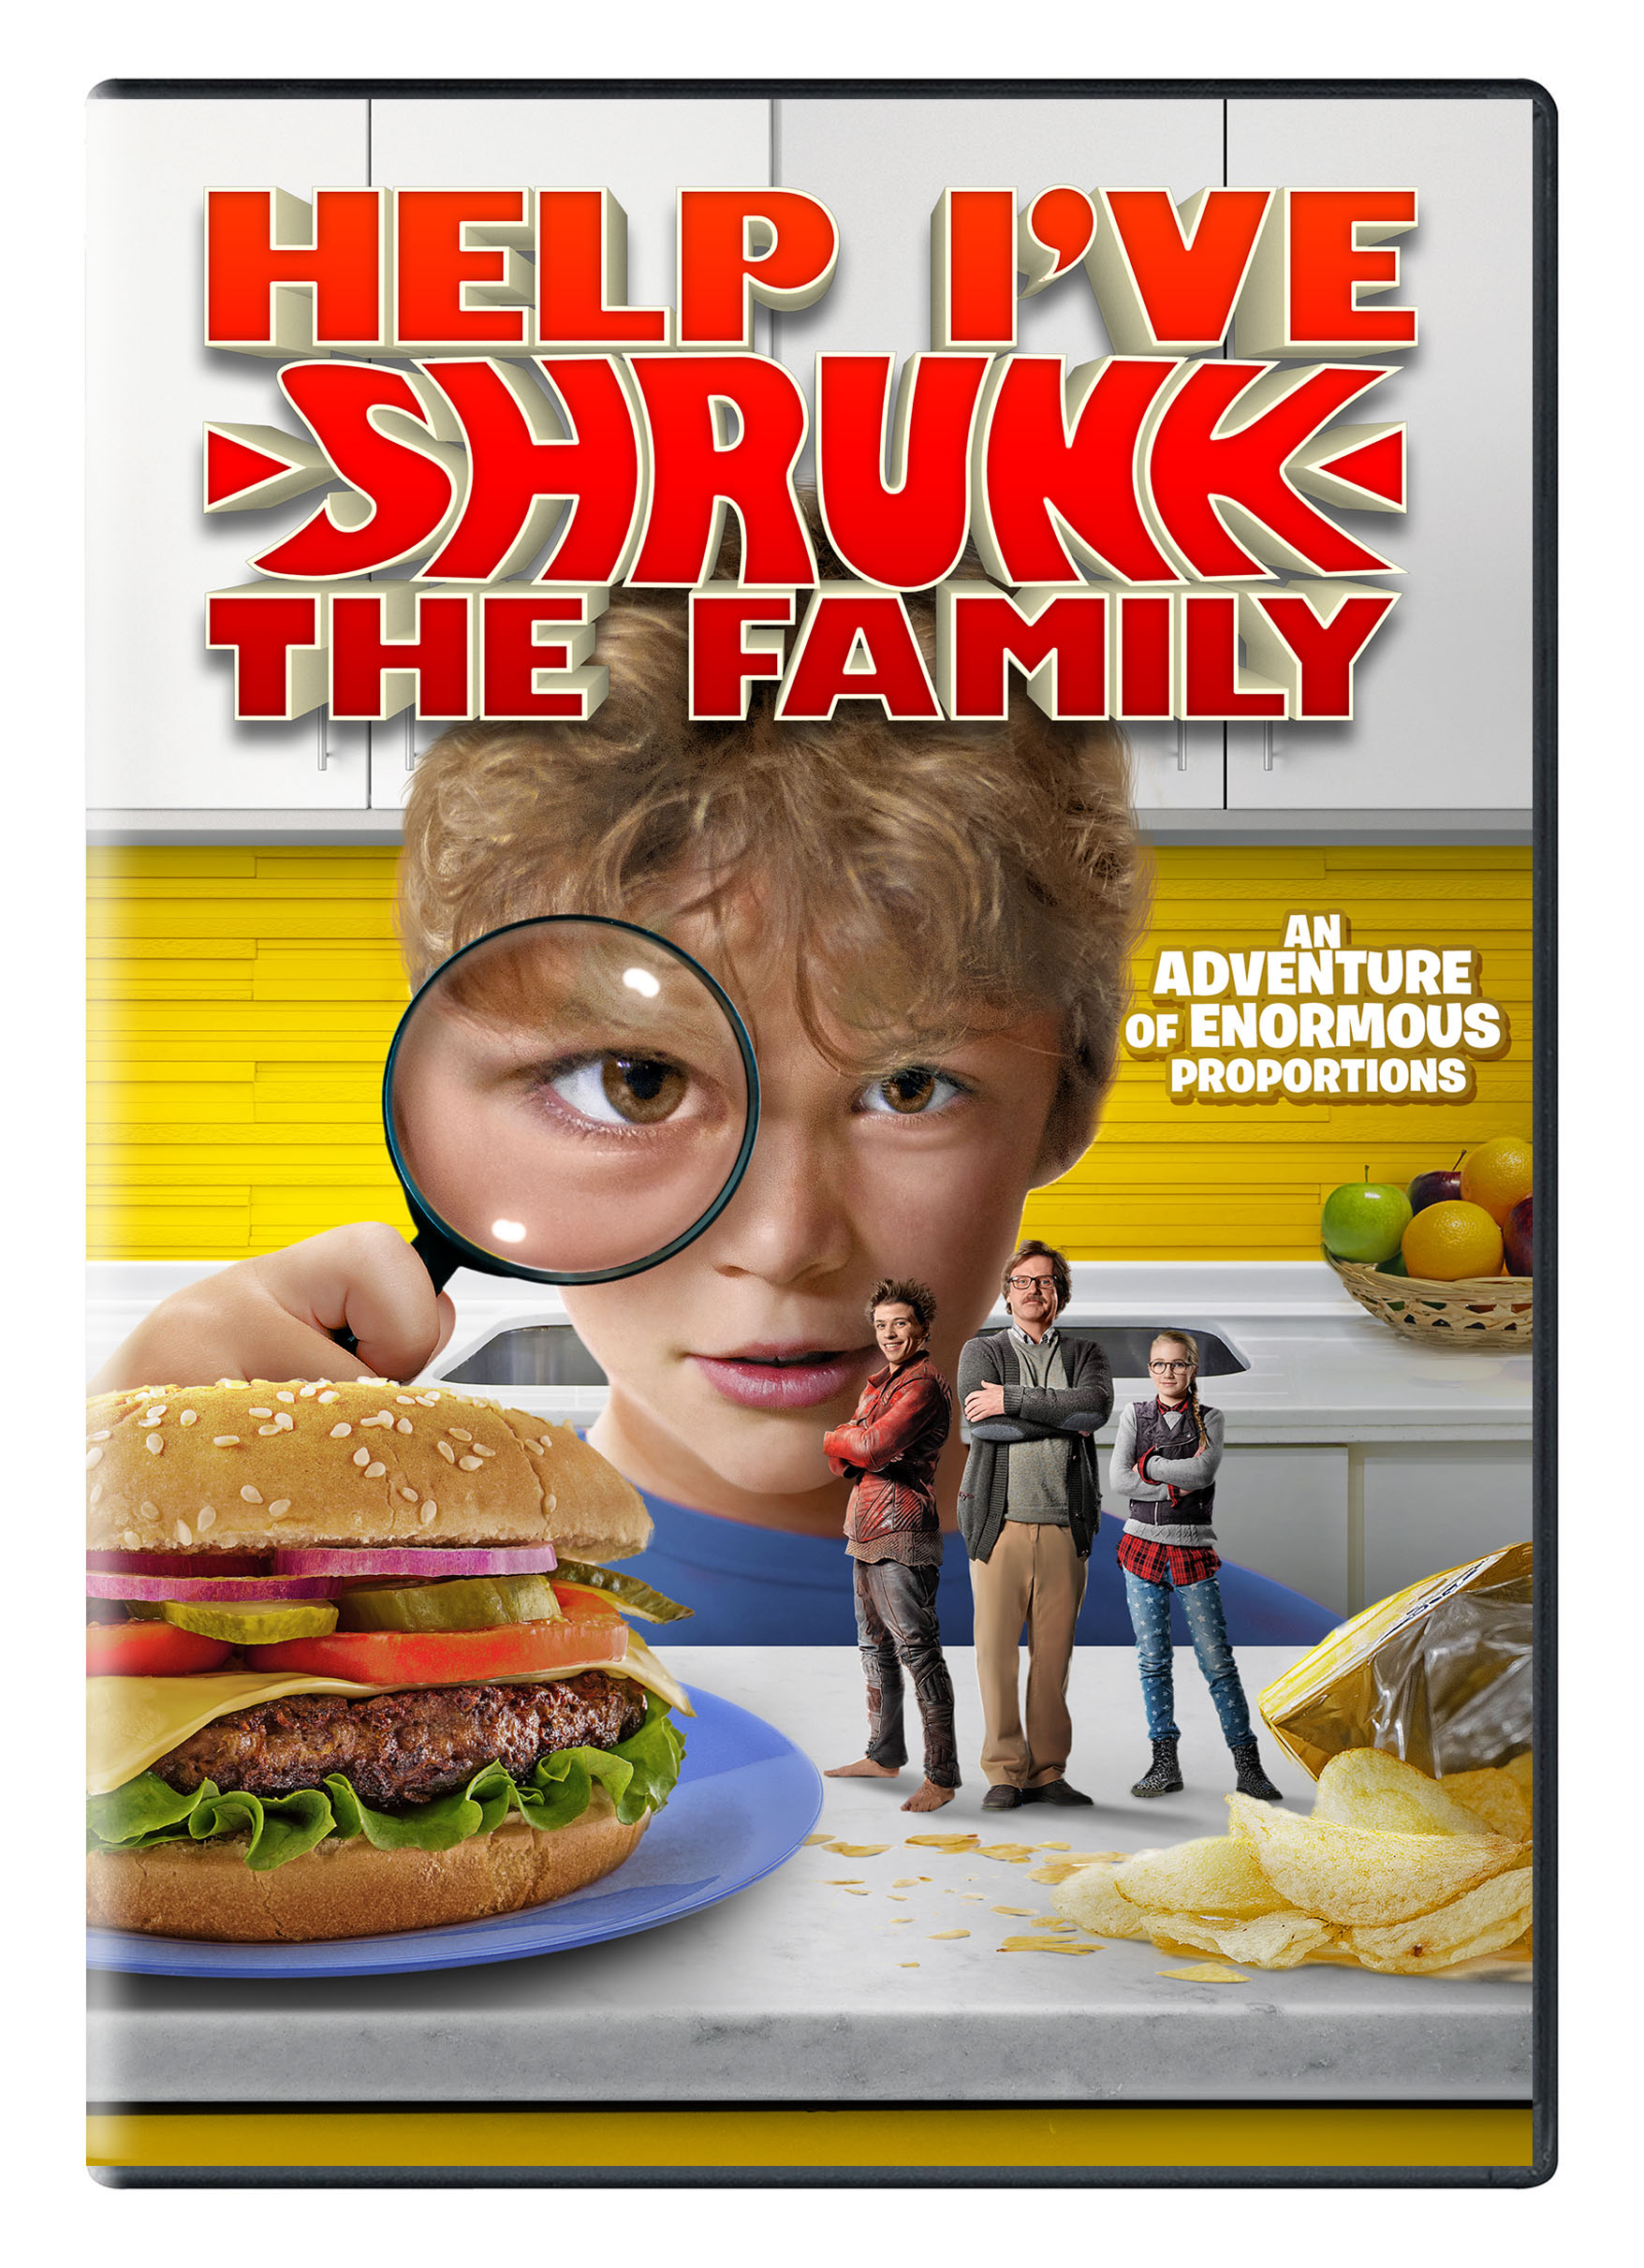 HELP I'VE
SHRUNK
THE FAMILY
AN
ADVENTURE
OF ENORMOUS
PROPORTIONS